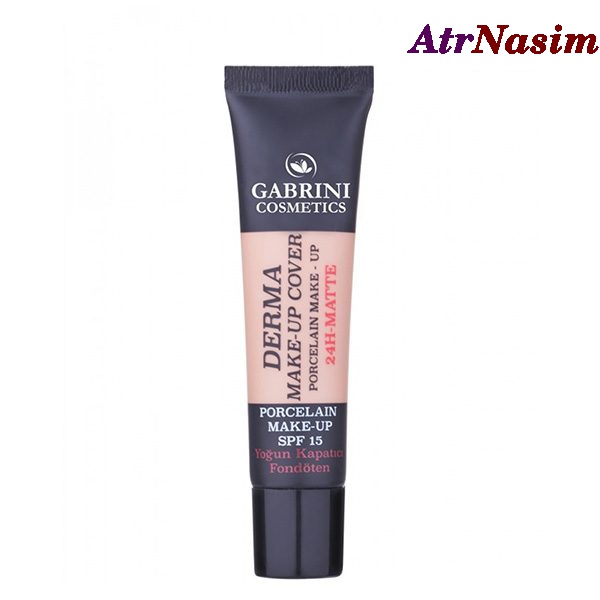 AtrNasim
GABRINI
COSMETICS
DERMA
MAKE-UP COVER
PORCELAIN MAKE - UP
24H-MATTE
PORCELAIN
MAKE-UP
SPF 15
Yoğun Kapatıcı
Fondöten